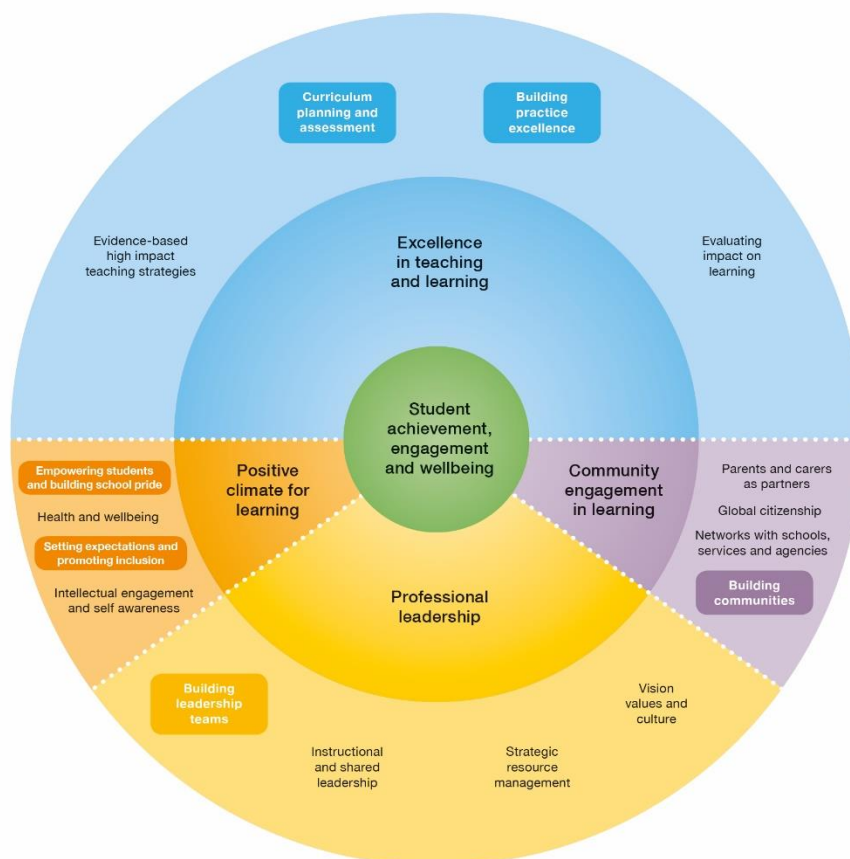 Curriculum
planning and
assessment
Building
practice
excellence
Evidence-based
high impact
teaching strategies
Excellence
in teaching
and learning
Evaluating
impact on
learning
Student
achievement,
engagement
and wellbeing
Empowering students
and building school pride
Health and wellbeing
Setting expectations and
promoting inclusion
Intellectual engagement
and self awareness
Positive
climate for
learning
Community
engagement
in learning
Parents and carers
as partners
Global citizenship
Networks with schools,
services and agencies
Building
communities
Professional
leadership
Building
leadership
teams
Instructional
and shared
leadership
Strategic
resource
management
Vision
values and
culture